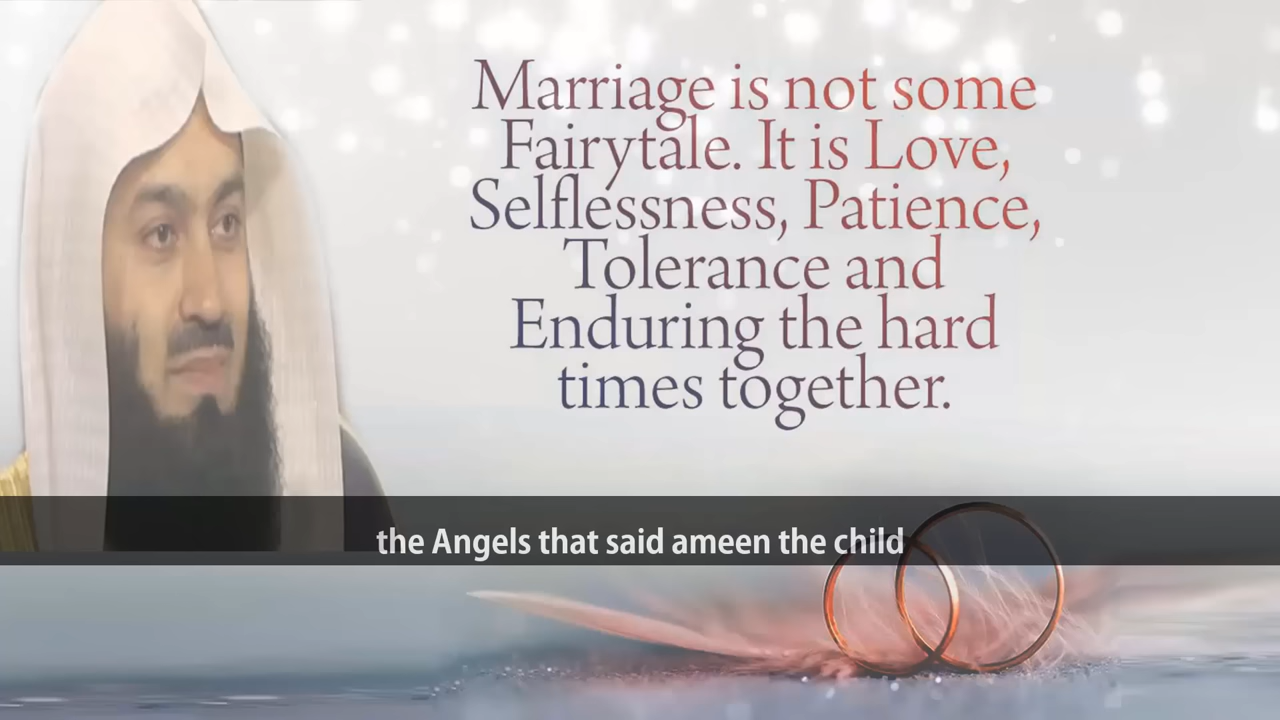 Marriage is not some
Fairytale. It is Love,
Selflessness, Patience,
Tolerance and
Enduring the hard
times together.
the Angels that said ameen the child